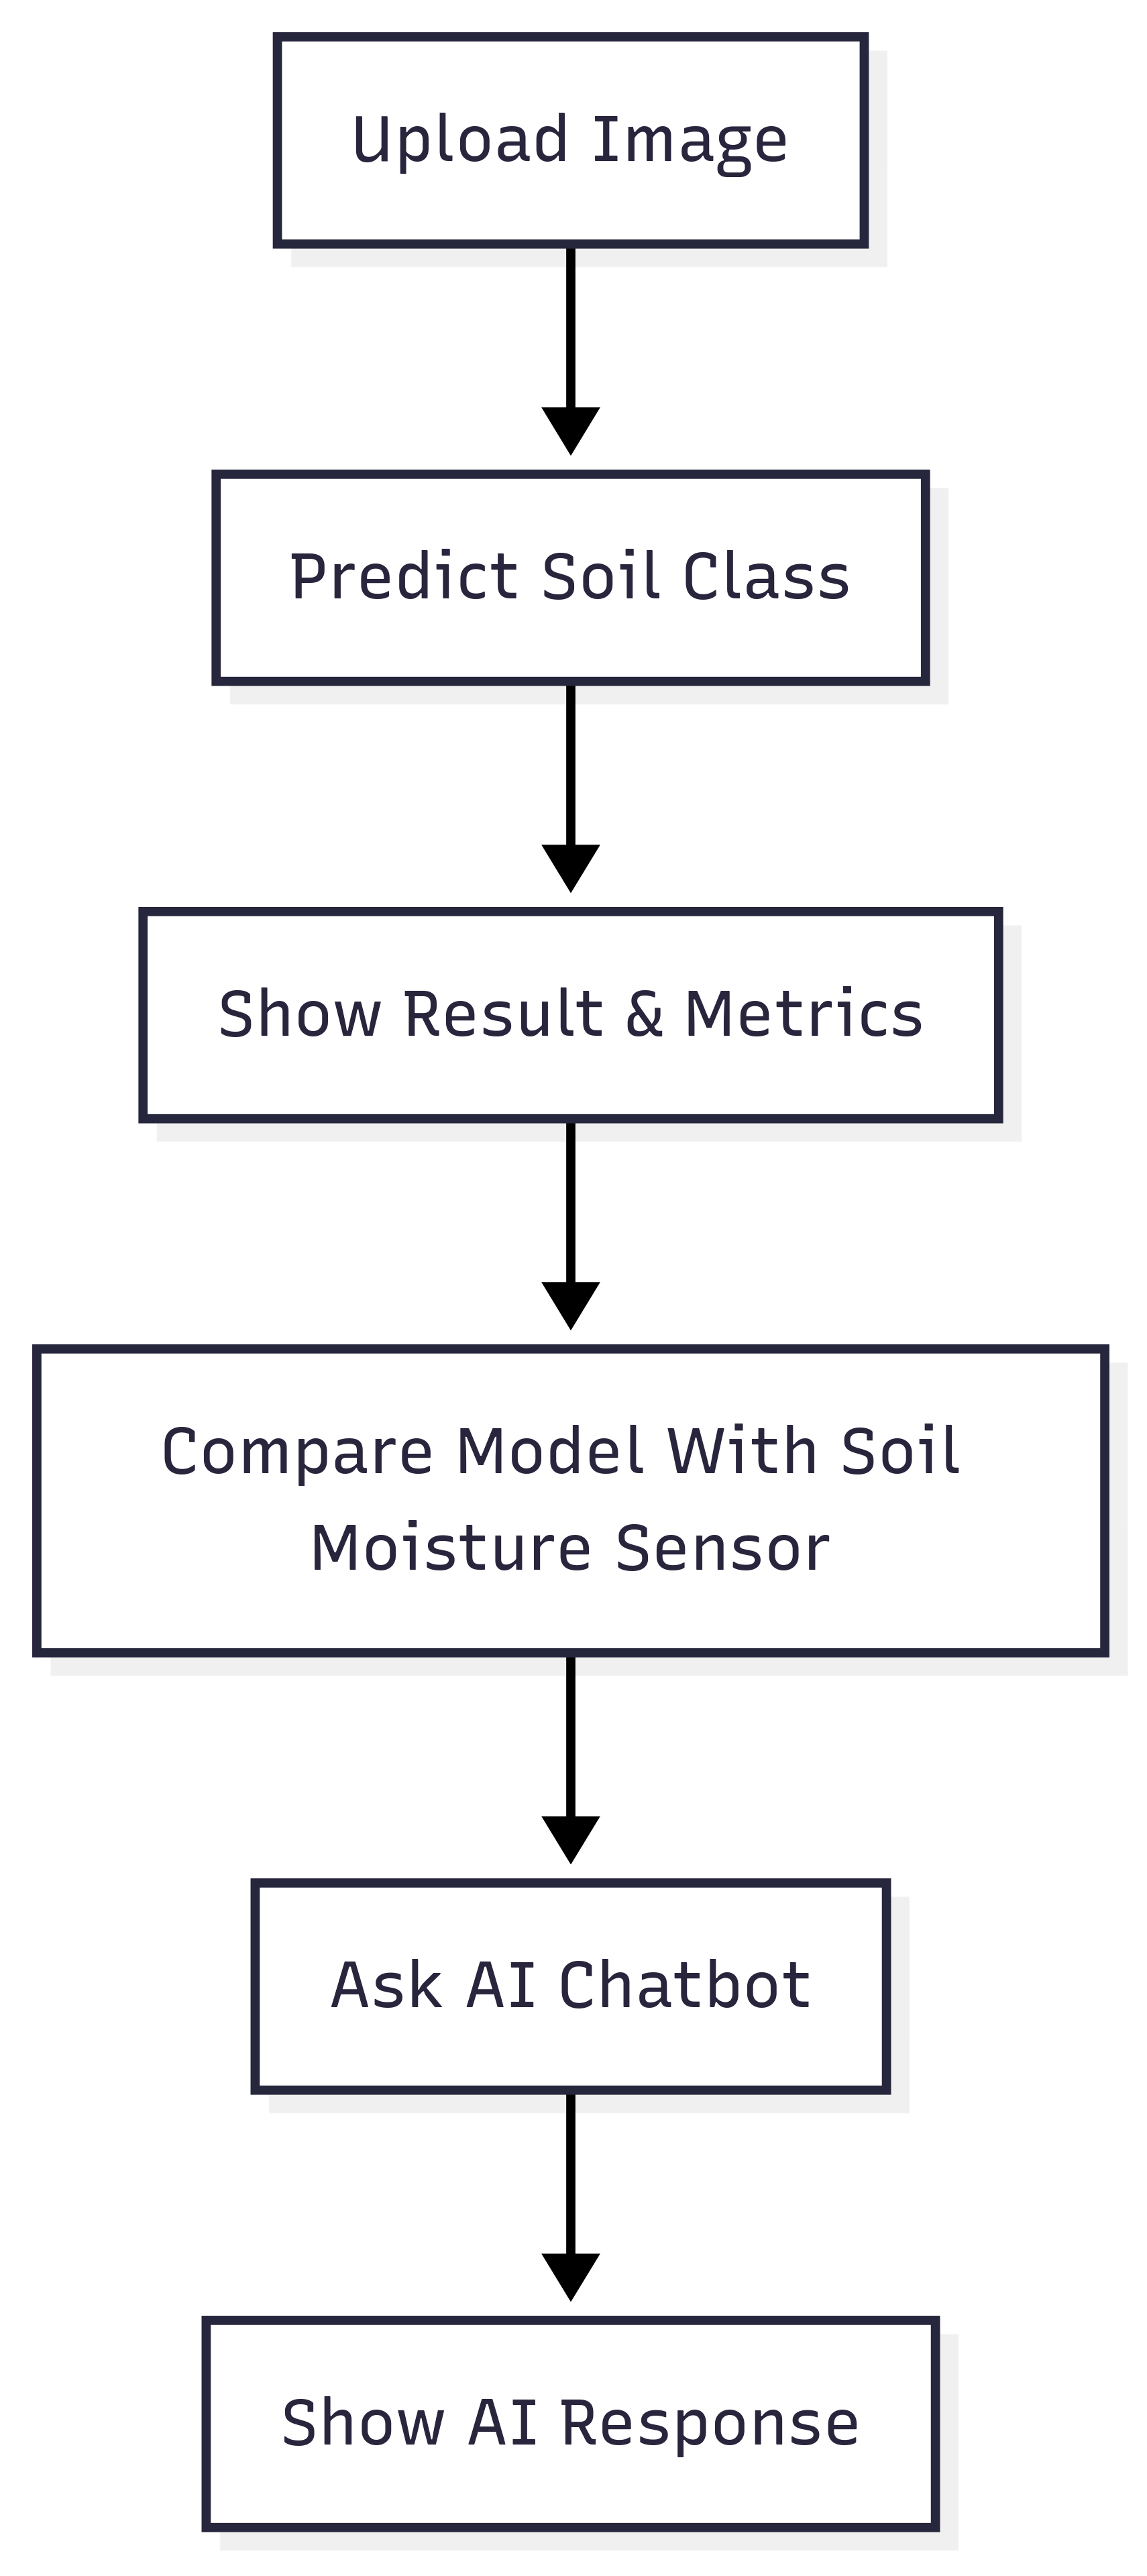 Upload Image
Predict Soil Class
Show Result & Metrics
Compare Model With Soil
Moisture Sensor
Ask AI Chatbot
Show AI Response